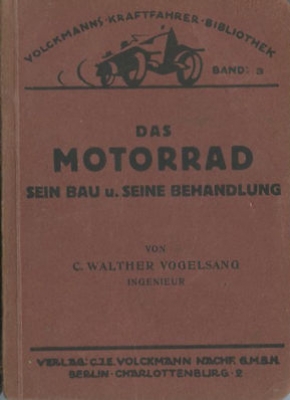 VOLCKMANNS · KRAFTFAHRER · BIBLIOTHEK
BAND: 3
DAS
MOTORRAD
SEIN BAU u. SEINE BEHANDLUNG
VON
C. WALTHER VOGELSANG
INGENIEUR
VERLAG: C.J.E. VOLCKMANN NACHF. G.M.B.H.
BERLIN - CHARLOTTENBURG · 2